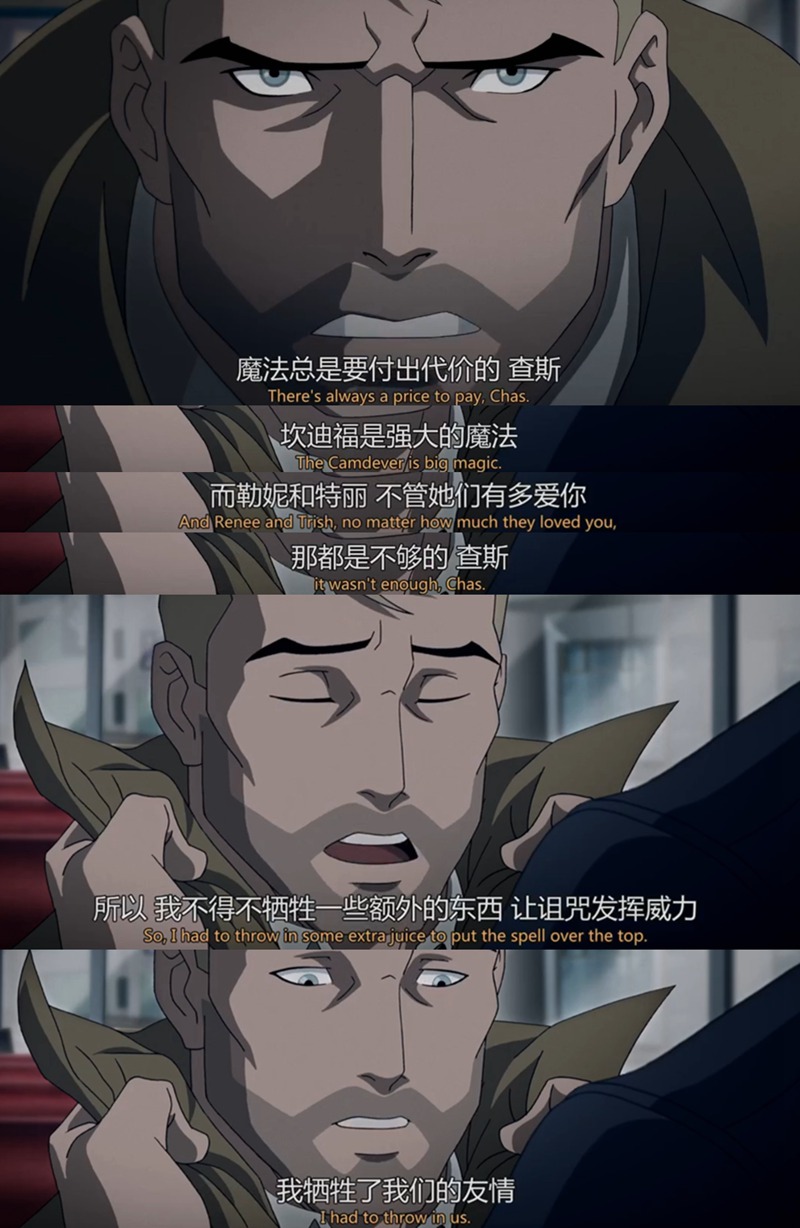 魔法总是要付出代价的 查斯
There's always a price to pay, Chas.
坎迪福是强大的魔法
The Camdever is big magic.
而勒妮和特丽 不管她们有多爱你
And Renee and Trish, no matter how much they loved you,
那都是不够的 查斯
it wasn't enough, Chas.
所以 我不得不牺牲一些额外的东西 让诅咒发挥威力
So, I had to throw in some extra juice to put the spell over the top.
我牺牲了我们的友情
I had to throw in us.